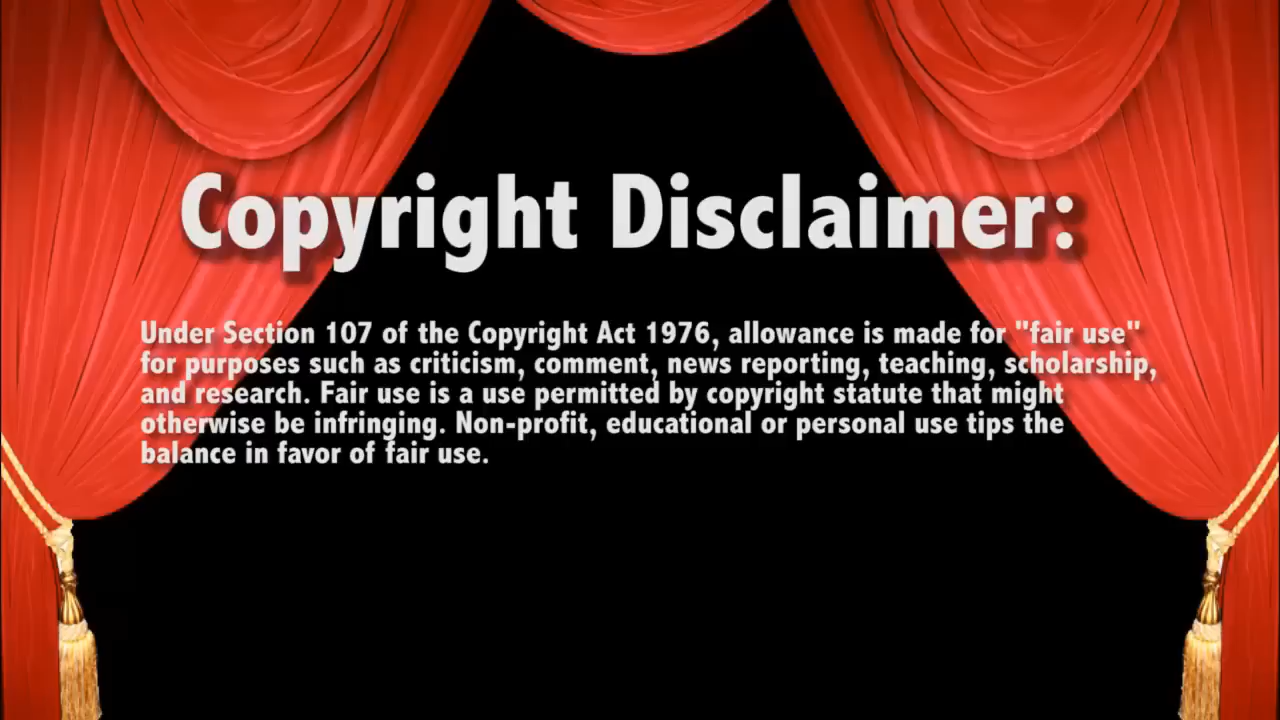 Copyright Disclaimer:
Under Section 107 of the Copyright Act 1976, allowance is made for "fair use"
for purposes such as criticism, comment, news reporting, teaching, scholarship,
and research. Fair use is a use permitted by copyright statute that might
otherwise be infringing. Non-profit, educational or personal use tips the
balance in favor of fair use.